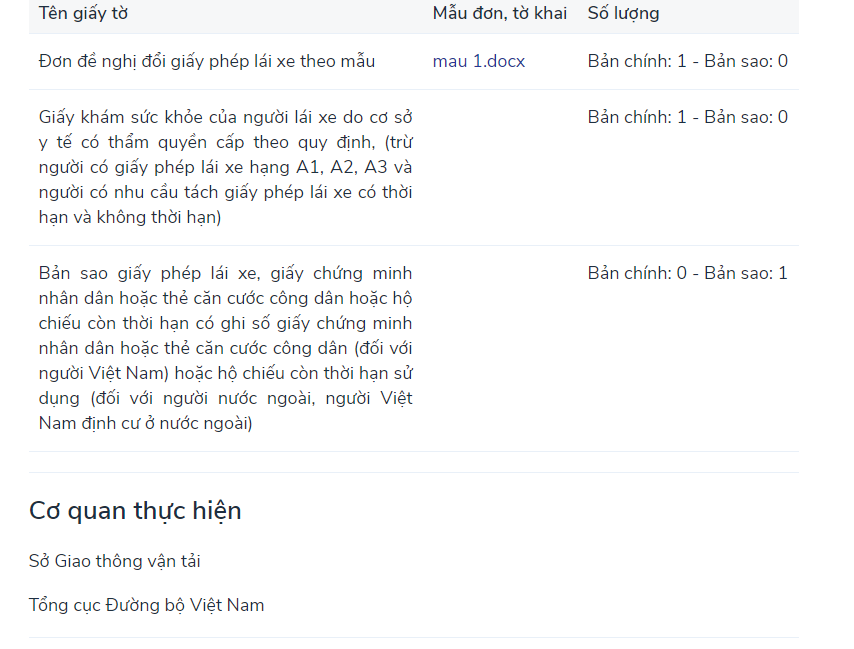 Tên giấy tờ Mẫu đơn, tờ khai Số lượng
Đơn đề nghị đổi giấy phép lái xe theo mẫu mau 1.docx Bản chính: 1 - Bản sao: 0
Giấy khám sức khỏe của người lái xe do cơ sở Bản chính: 1 - Bản sao: 0
y tế có thẩm quyền cấp theo quy định, (trừ
người có giấy phép lái xe hạng A1, A2, A3 và
người có nhu cầu tách giấy phép lái xe có thời
hạn và không thời hạn)
Bản sao giấy phép lái xe, giấy chứng minh Bản chính: 0 - Bản sao: 1
nhân dân hoặc thẻ căn cước công dân hoặc hộ
chiếu còn thời hạn có ghi số giấy chứng minh
nhân dân hoặc thẻ căn cước công dân (đối với
người Việt Nam) hoặc hộ chiếu còn thời hạn sử
dụng (đối với người nước ngoài, người Việt
Nam định cư ở nước ngoài)
Cơ quan thực hiện
Sở Giao thông vận tải
Tổng cục Đường bộ Việt Nam